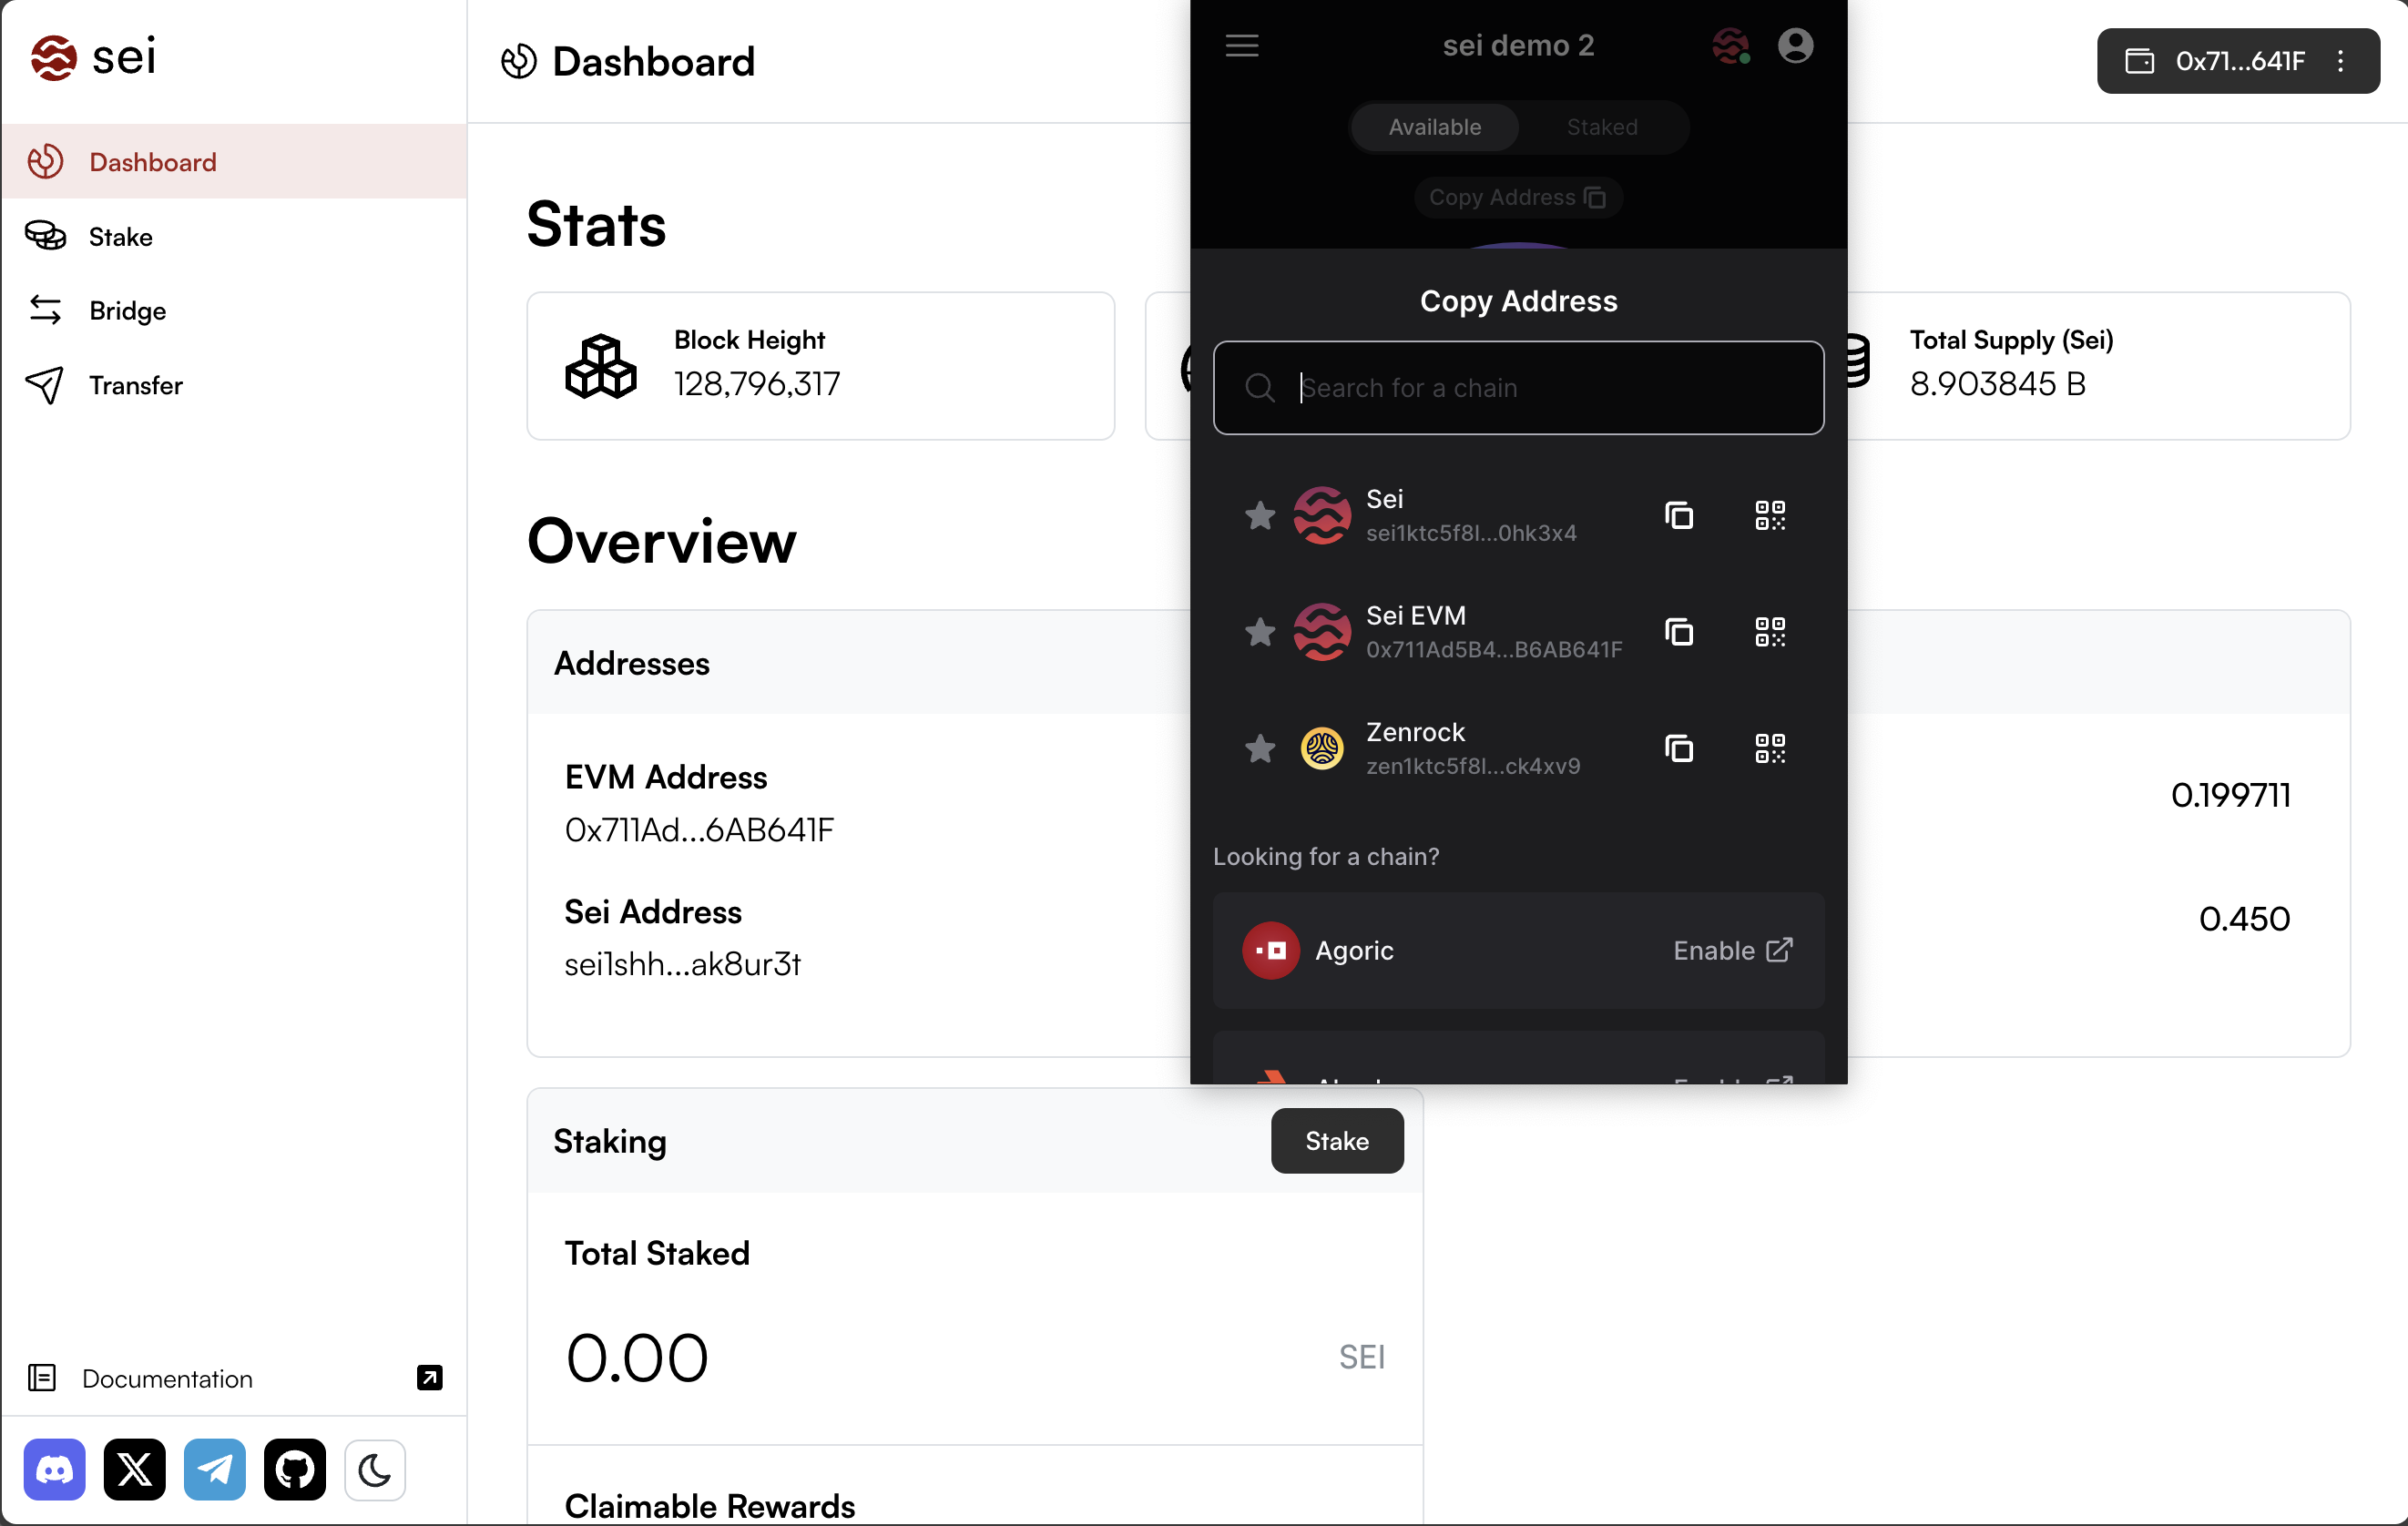 sei
Dashboard
Stake
Bridge
Transfer
Documentation
Dashboard
0x71...641F
Stats
Block Height
128,796,317
Total Supply (Sei)
8.903845 B
Overview
Addresses
EVM Address
0x711Ad...6AB641F
Sei Address
sei1shh...ak8ur3t
0.199711
0.450
Staking
Stake
Total Staked
0.00
SEI
Claimable Rewards
sei demo 2
Available
Staked
Copy Address
Copy Address
Search for a chain
Sei
sei1ktc5f8l...0hk3x4
Sei EVM
0x711Ad5B4...B6AB641F
Zenrock
zen1ktc5f8l...ck4xv9
Looking for a chain?
Agoric
Enable